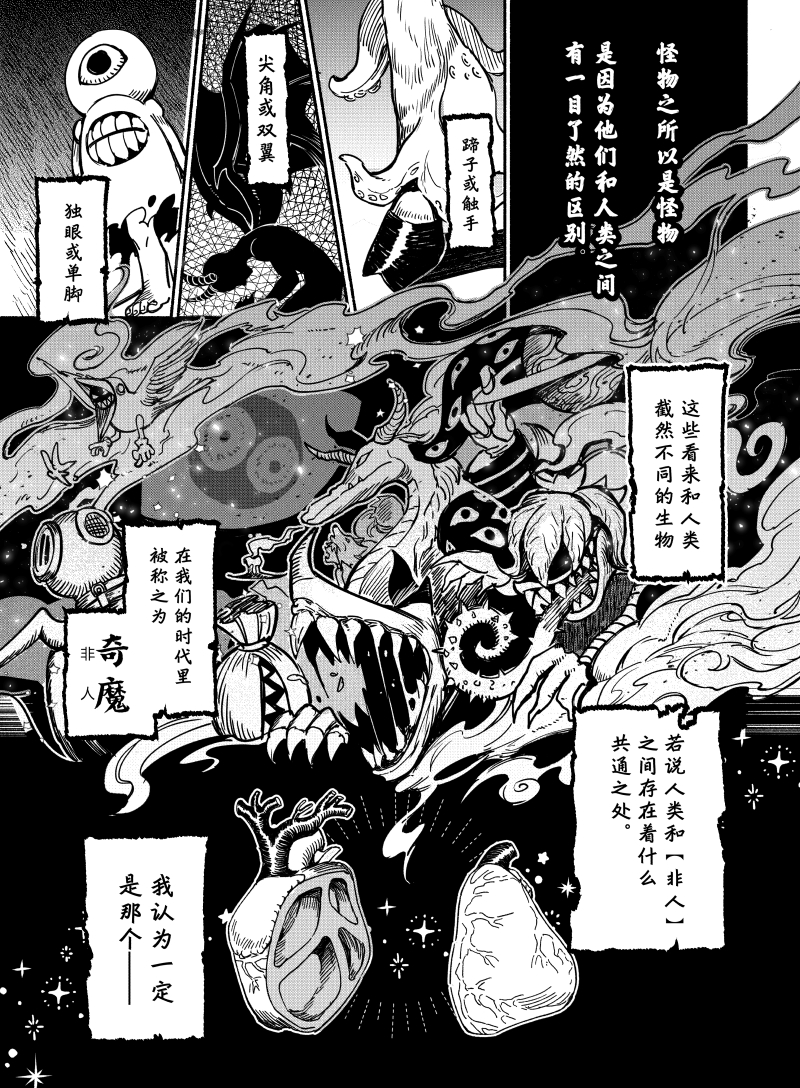 怪物之所以是怪物
是因为他们和人类之间
有一目了然的区别。
蹄子或触手
尖角或双翼
独眼或单脚
这些看来和人类
截然不同的生物
在我们的时代里
被称之为
奇魔
非人
若说人类和【非人】
之间存在着什么
共通之处。
我认为一定
是那个——